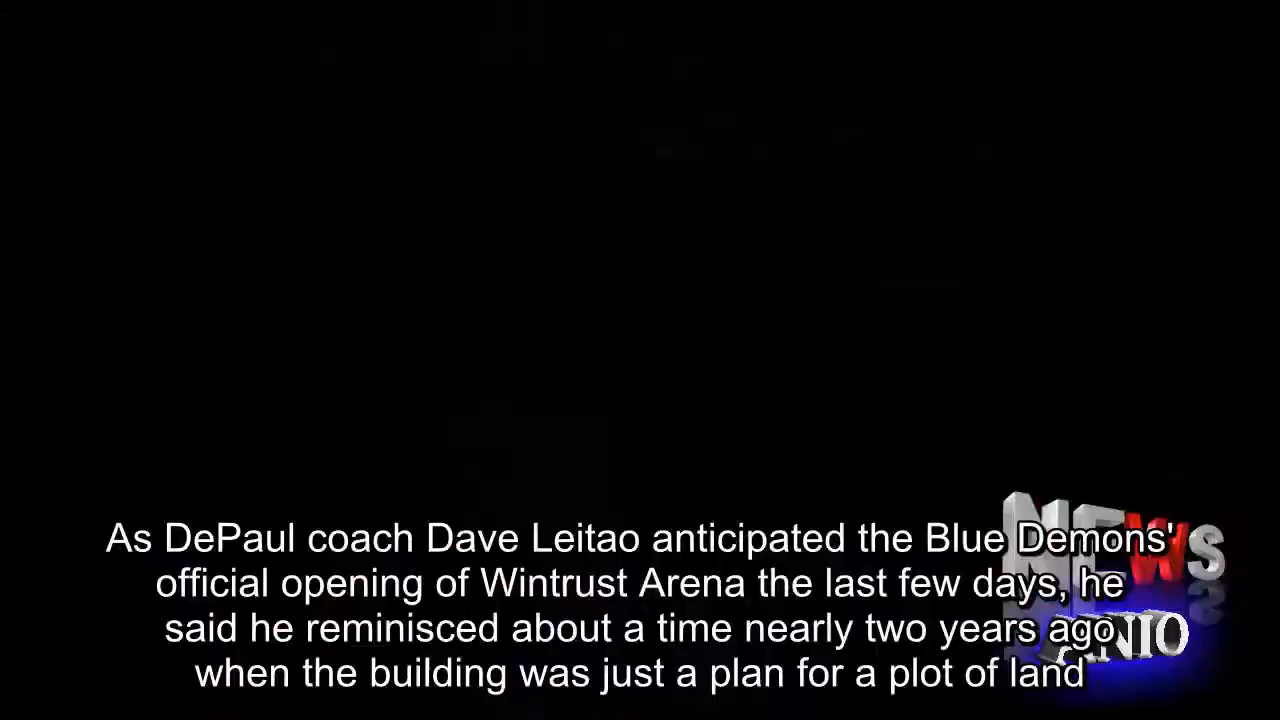 As DePaul coach Dave Leitao anticipated the Blue Demons'
official opening of Wintrust Arena the last few days, he
said he reminisced about a time nearly two years ago
when the building was just a plan for a plot of land
NEWS